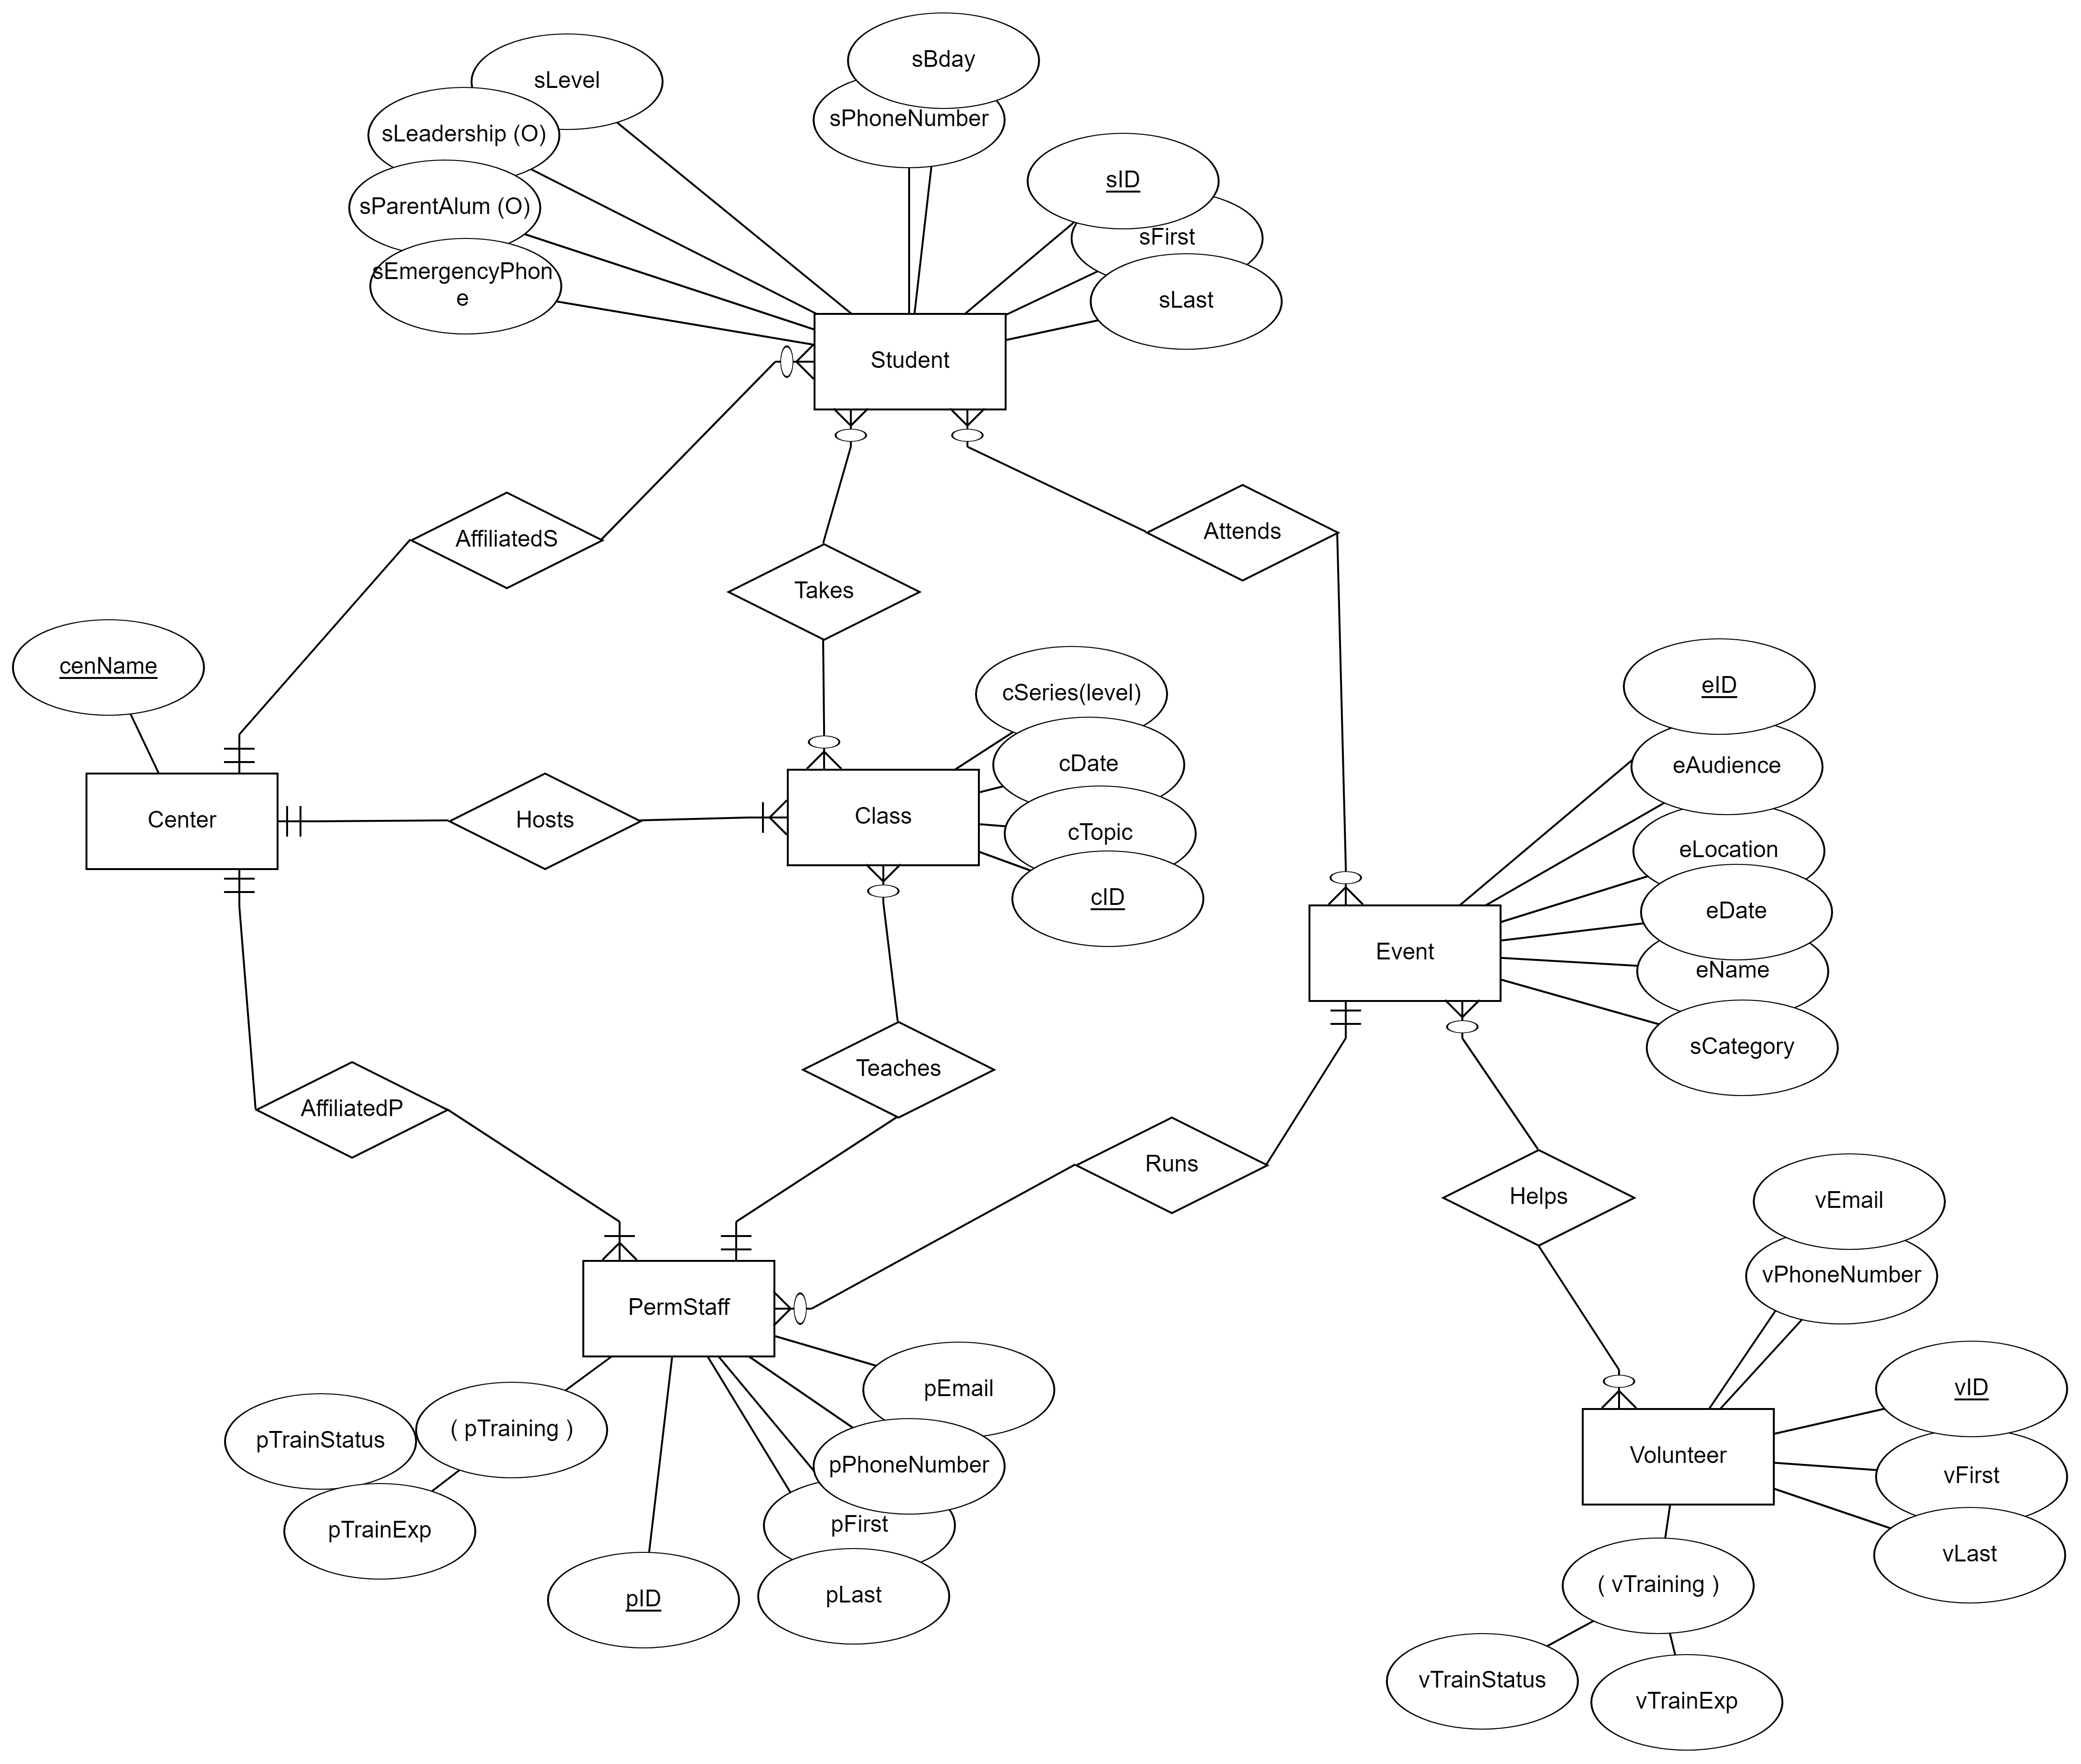 sBday
sLevel
sPhoneNumber
sLeadership (O)
sID
sParentAlum (O)
sFirst
sEmergencyPhon
e
sLast
Student
AffiliatedS
Attends
Takes
cenName
cSeries(level)
eID
cDate
eAudience
Center
Hosts
Class
cTopic
eLocation
cID
eDate
Event
eName
sCategory
Teaches
AffiliatedP
Runs
Helps
vEmail
vPhoneNumber
PermStaff
pEmail
vID
( pTraining )
pTrainStatus
Volunteer
pPhoneNumber
vFirst
pTrainExp
pFirst
vLast
( vTraining )
pID
pLast
vTrainStatus
vTrainExp